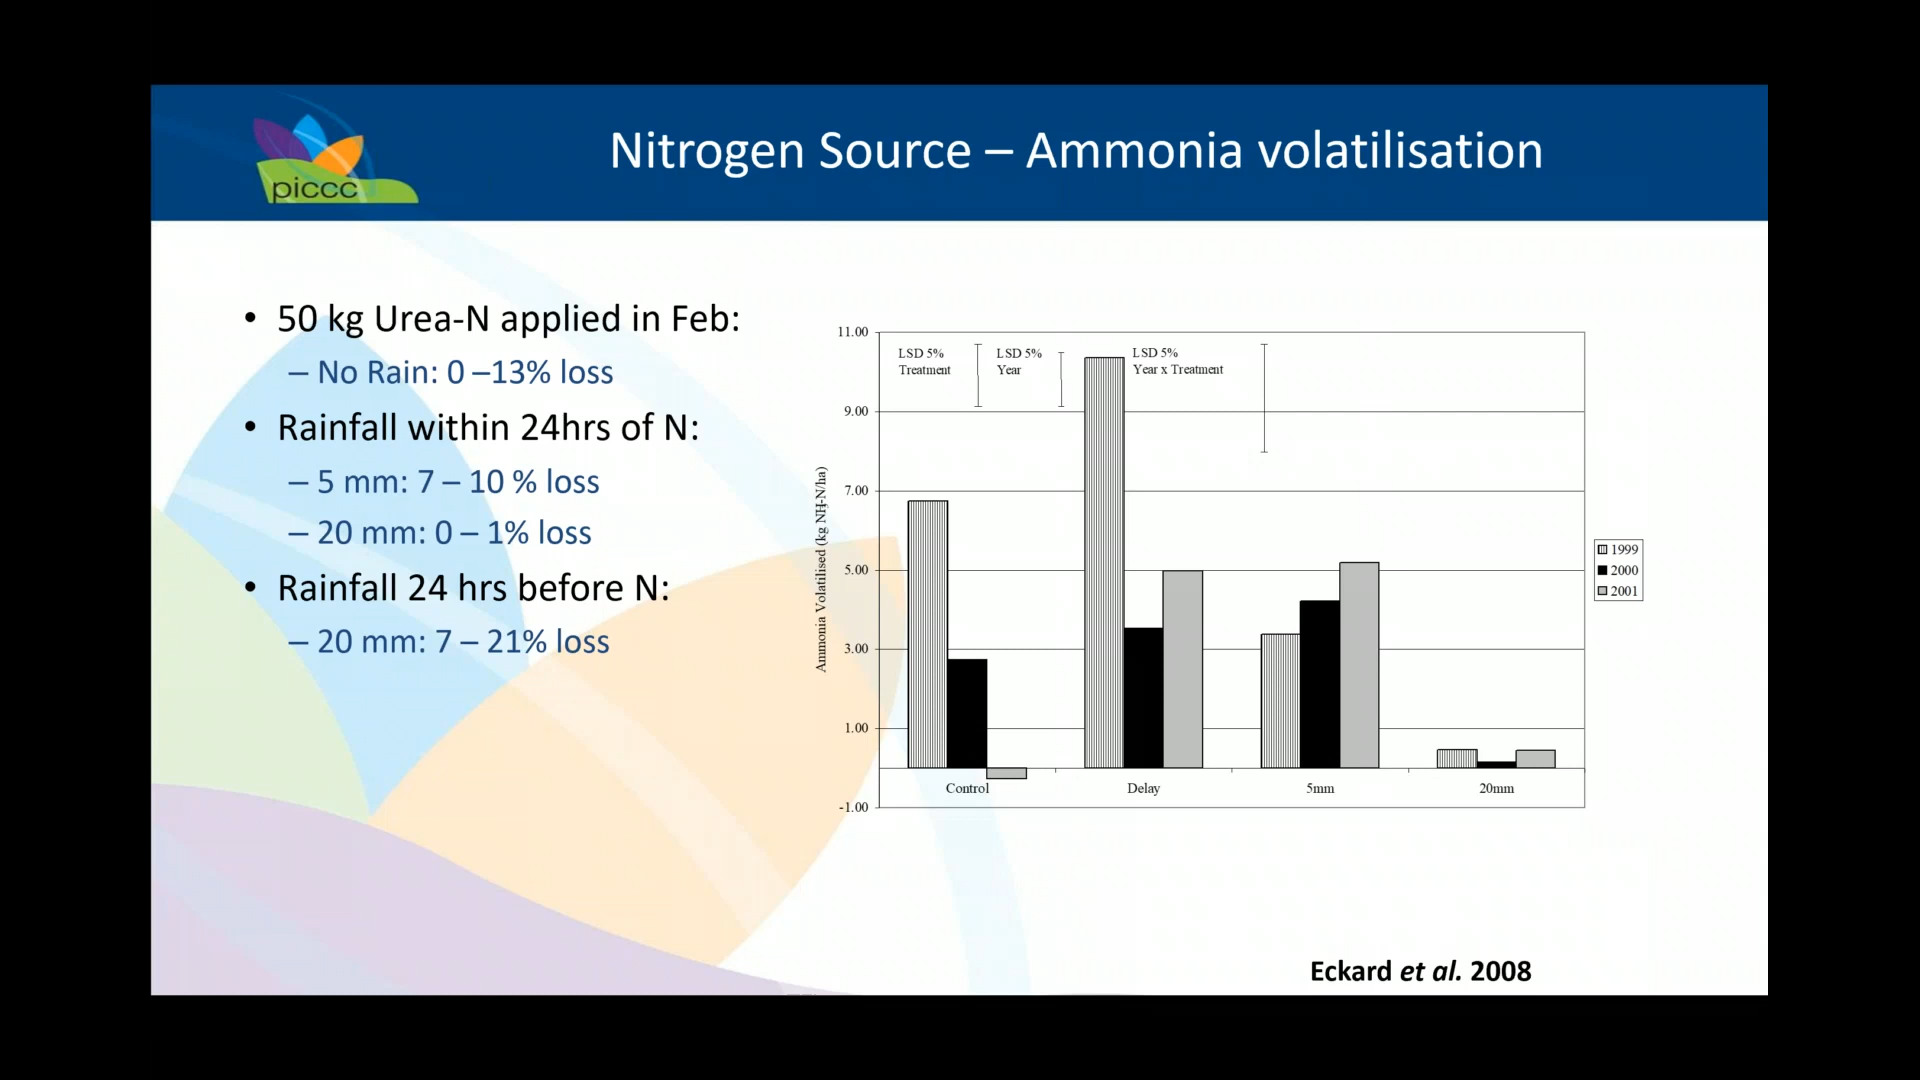 piccc
Nitrogen Source – Ammonia volatilisation
• 50 kg Urea-N applied in Feb:
– No Rain: 0 –13% loss
• Rainfall within 24hrs of N:
– 5 mm: 7 – 10 % loss
– 20 mm: 0 – 1% loss
• Rainfall 24 hrs before N:
– 20 mm: 7 – 21% loss
Ammonia Volatilised (kg NH₃-N/ha)
11.00
9.00
7.00
5.00
3.00
1.00
-1.00
LSD 5%
Treatment
LSD 5%
Year
LSD 5%
Year x Treatment
Control
Delay
5mm
20mm
1999
2000
2001
Eckard et al. 2008